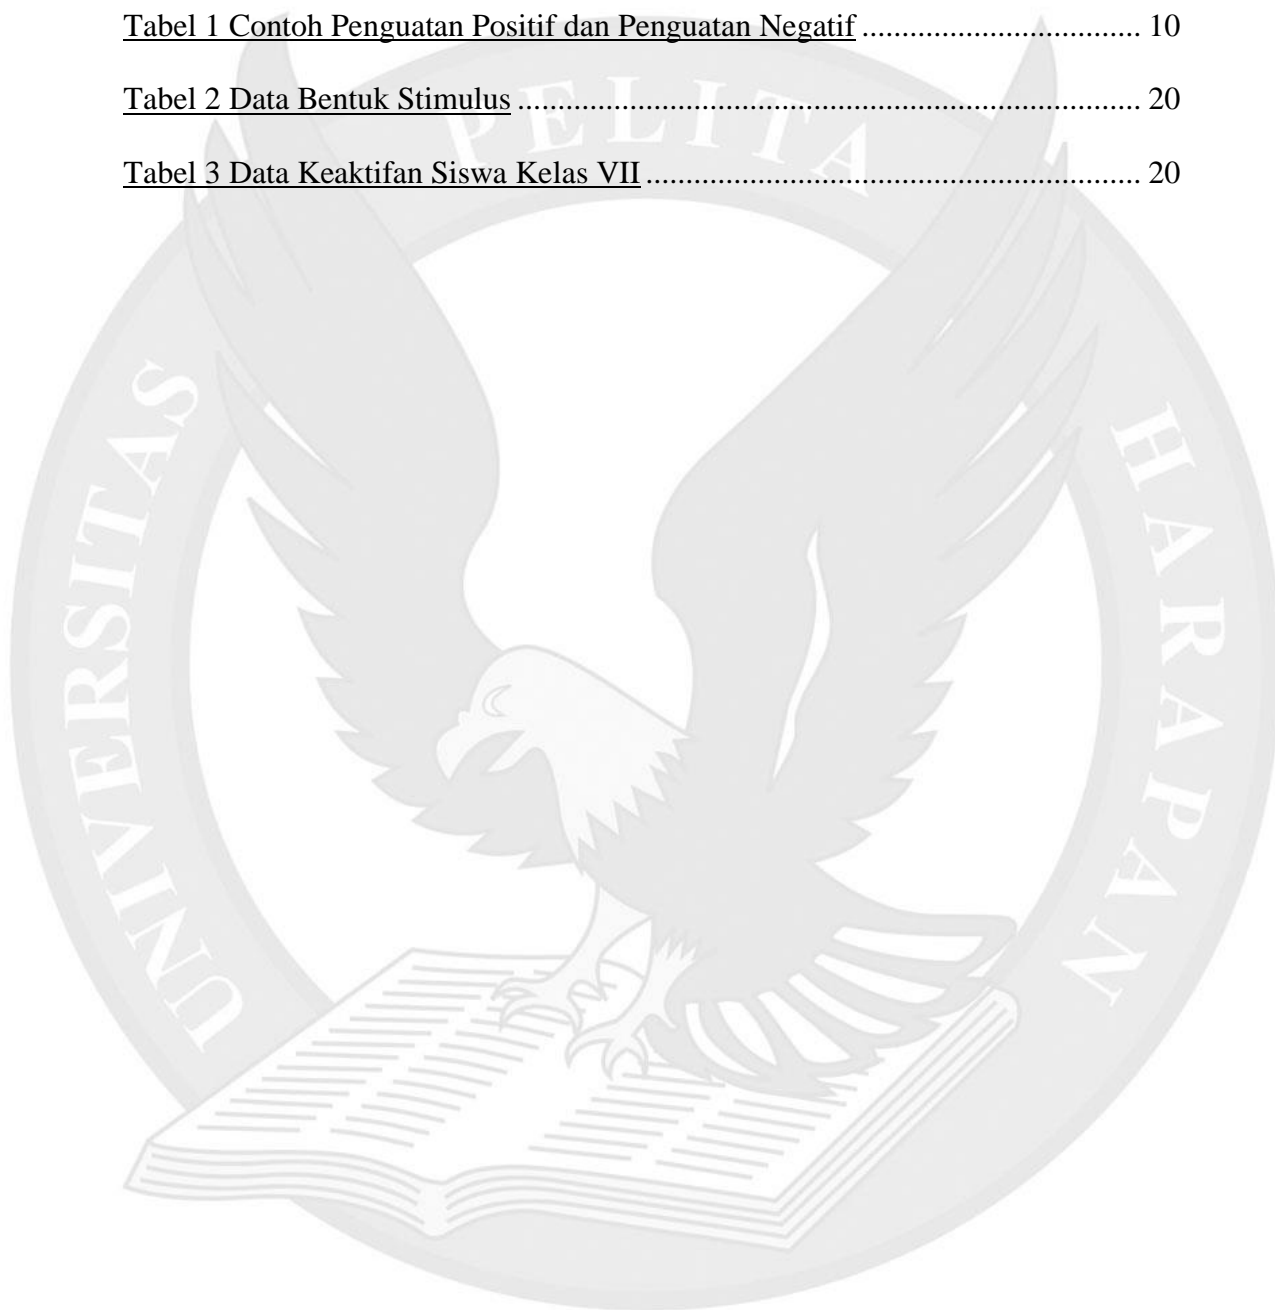 Tabel 1 Contoh Penguatan Positif dan Penguatan Negatif ................................... 10
Tabel 2 Data Bentuk Stimulus .............................................................................. 20
Tabel 3 Data Keaktifan Siswa Kelas VII .............................................................. 20
UNIVERSITAS PELITA HARAPAN